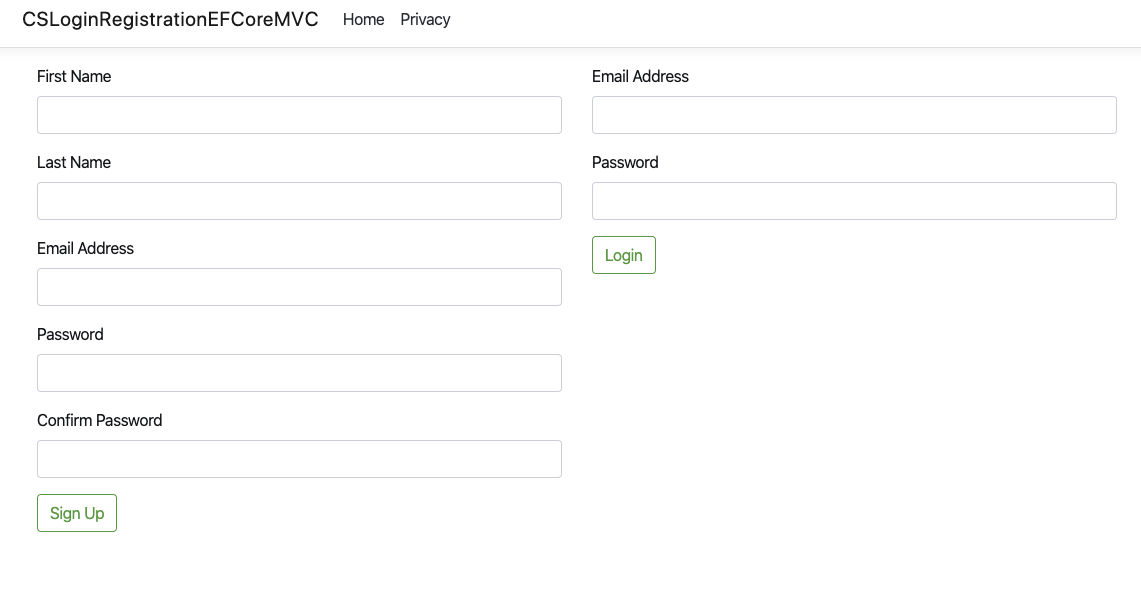 CSLoginRegistrationEFCoreMVC Home Privacy
First Name
Last Name
Email Address
Password
Confirm Password
Sign Up
Email Address
Password
Login